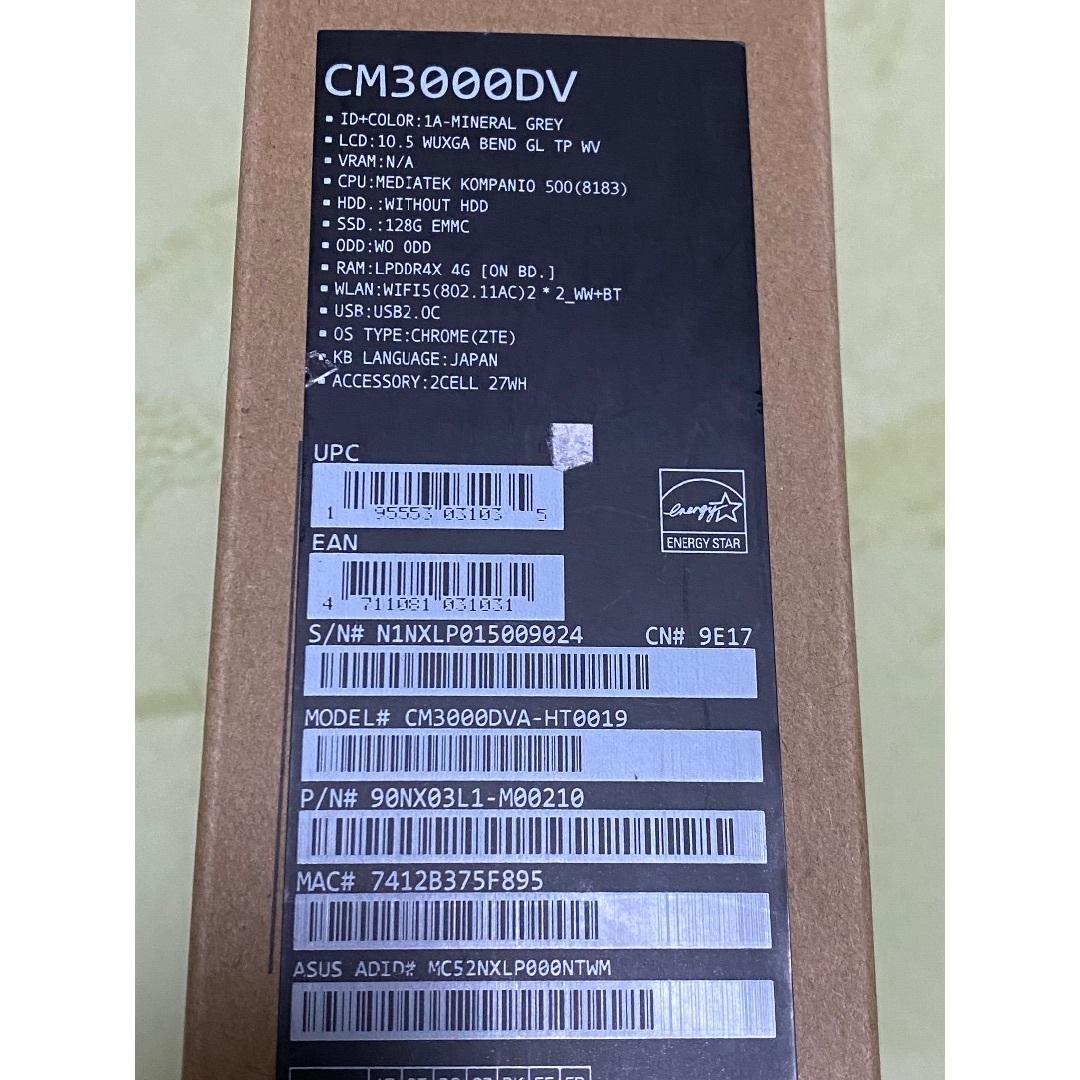 CM3000DV
▪ ID+COLOR:1A-MINERAL GREY
▪ LCD:10.5 WUXGA BEND GL TP WV
▪ VRAM:N/A
▪ CPU:MEDIATEK KOMPANIO 500(8183)
▪ HDD.:WITHOUT HDD
▪ SSD.:128G EMMC
▪ ODD:WO ODD
▪ RAM:LPDDR4X 4G [ON BD.]
▪ WLAN:WIFI5(802.11AC)2*2_WW+BT
▪ USB:USB2.0C
▪ OS TYPE:CHROME(ZTE)
▪ KB LANGUAGE:JAPAN
▪ ACCESSORY:2CELL 27WH
UPC
1 95553 03103 5
energy
ENERGY STAR
EAN
4 711081 031031
S/N# N1NXLP015009024 CN# 9E17
MODEL# CM3000DVA-HT0019
P/N# 90NX03L1-M00210
MAC# 7412B375F895
ASUS ADID# MC52NXLP000NTWM